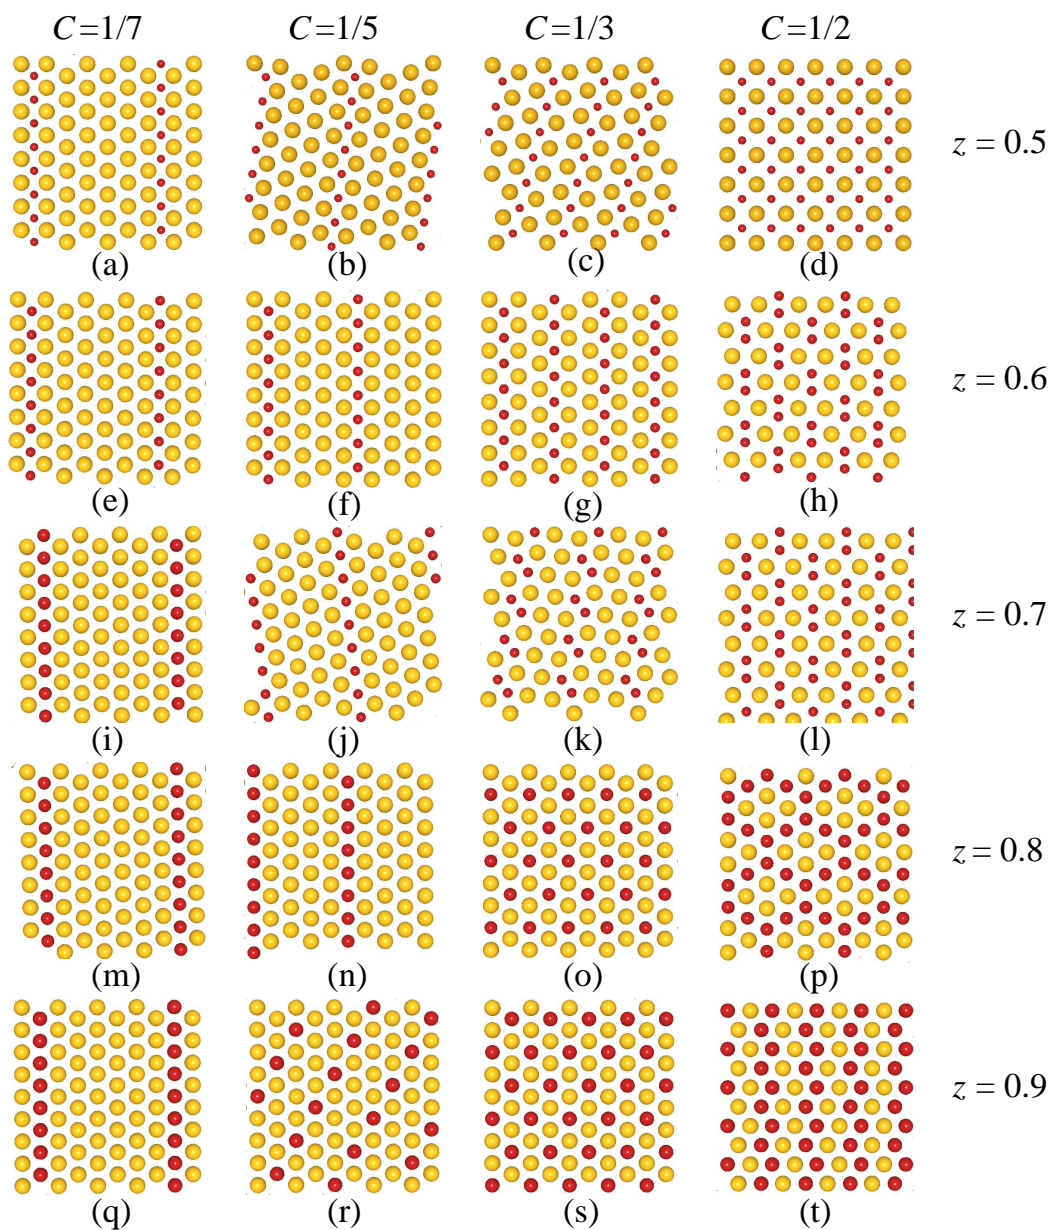 C=1/7 C=1/5 C=1/3 C=1/2
z = 0.5
(a) (b) (c) (d)
z = 0.6
(e) (f) (g) (h)
z = 0.7
(i) (j) (k) (l)
z = 0.8
(m) (n) (o) (p)
z = 0.9
(q) (r) (s) (t)